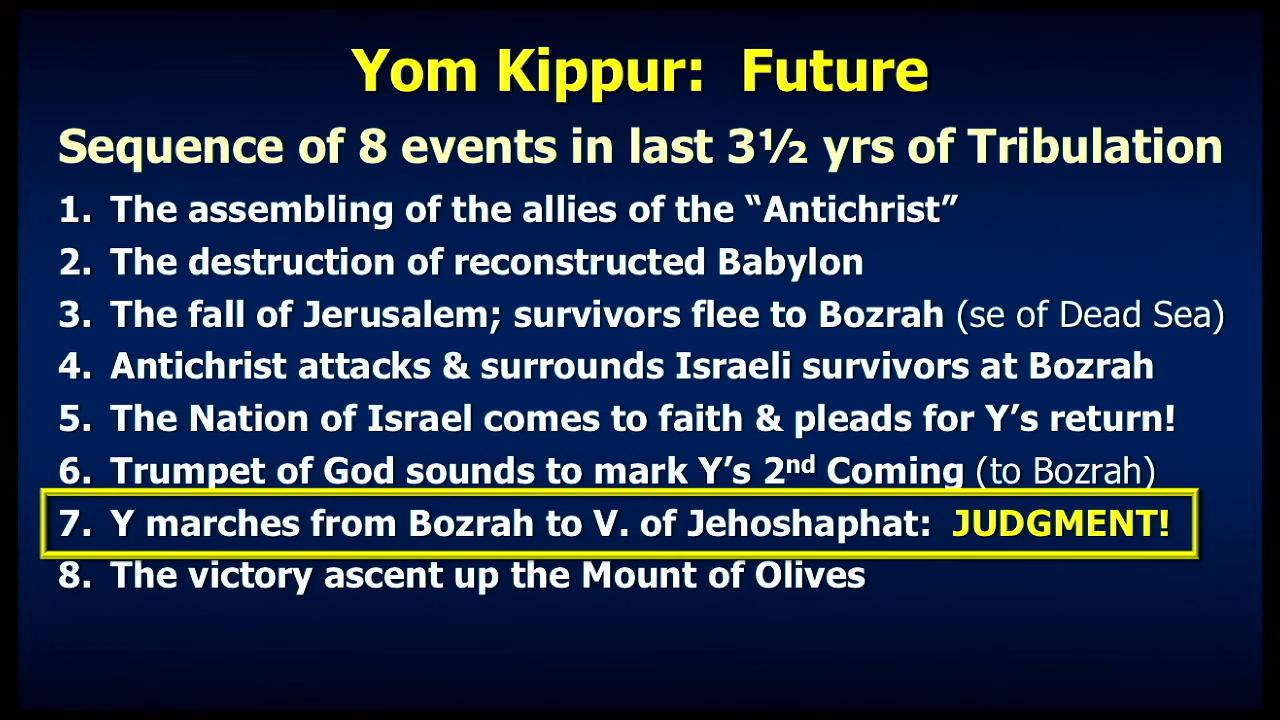 Yom Kippur: Future
Sequence of 8 events in last 3½ yrs of Tribulation
1. The assembling of the allies of the “Antichrist”
2. The destruction of reconstructed Babylon
3. The fall of Jerusalem; survivors flee to Bozrah (se of Dead Sea)
4. Antichrist attacks & surrounds Israeli survivors at Bozrah
5. The Nation of Israel comes to faith & pleads for Y’s return!
6. Trumpet of God sounds to mark Y’s 2nd Coming (to Bozrah)
7. Y marches from Bozrah to V. of Jehoshaphat: JUDGMENT!
8. The victory ascent up the Mount of Olives